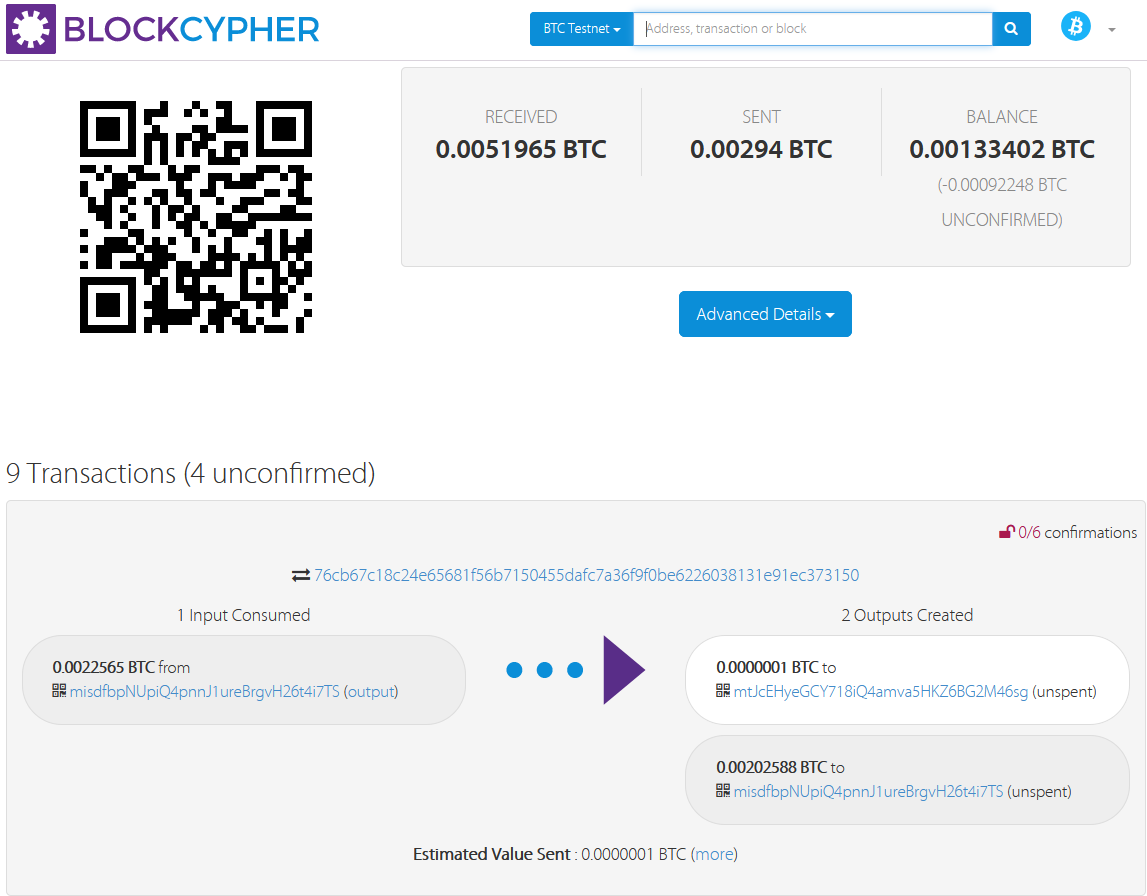 BLOCKCYPHER
BTC Testnet
Address, transaction or block
RECEIVED
0.0051965 BTC
SENT
0.00294 BTC
BALANCE
0.00133402 BTC
(-0.00092248 BTC
UNCONFIRMED)
Advanced Details
9 Transactions (4 unconfirmed)
0/6 confirmations
76cb67c18c24e65681f56b7150455dafc7a36f9f0be6226038131e91ec373150
1 Input Consumed
2 Outputs Created
0.0022565 BTC from
misdfbpNUpiQ4pnnJ1ureBrgvH26t4i7TS (output)
0.0000001 BTC to
mtJcEHyeGCY718iQ4amva5HKZ6BG2M46sg (unspent)
0.00202588 BTC to
misdfbpNUpiQ4pnnJ1ureBrgvH26t4i7TS (unspent)
Estimated Value Sent : 0.0000001 BTC (more)